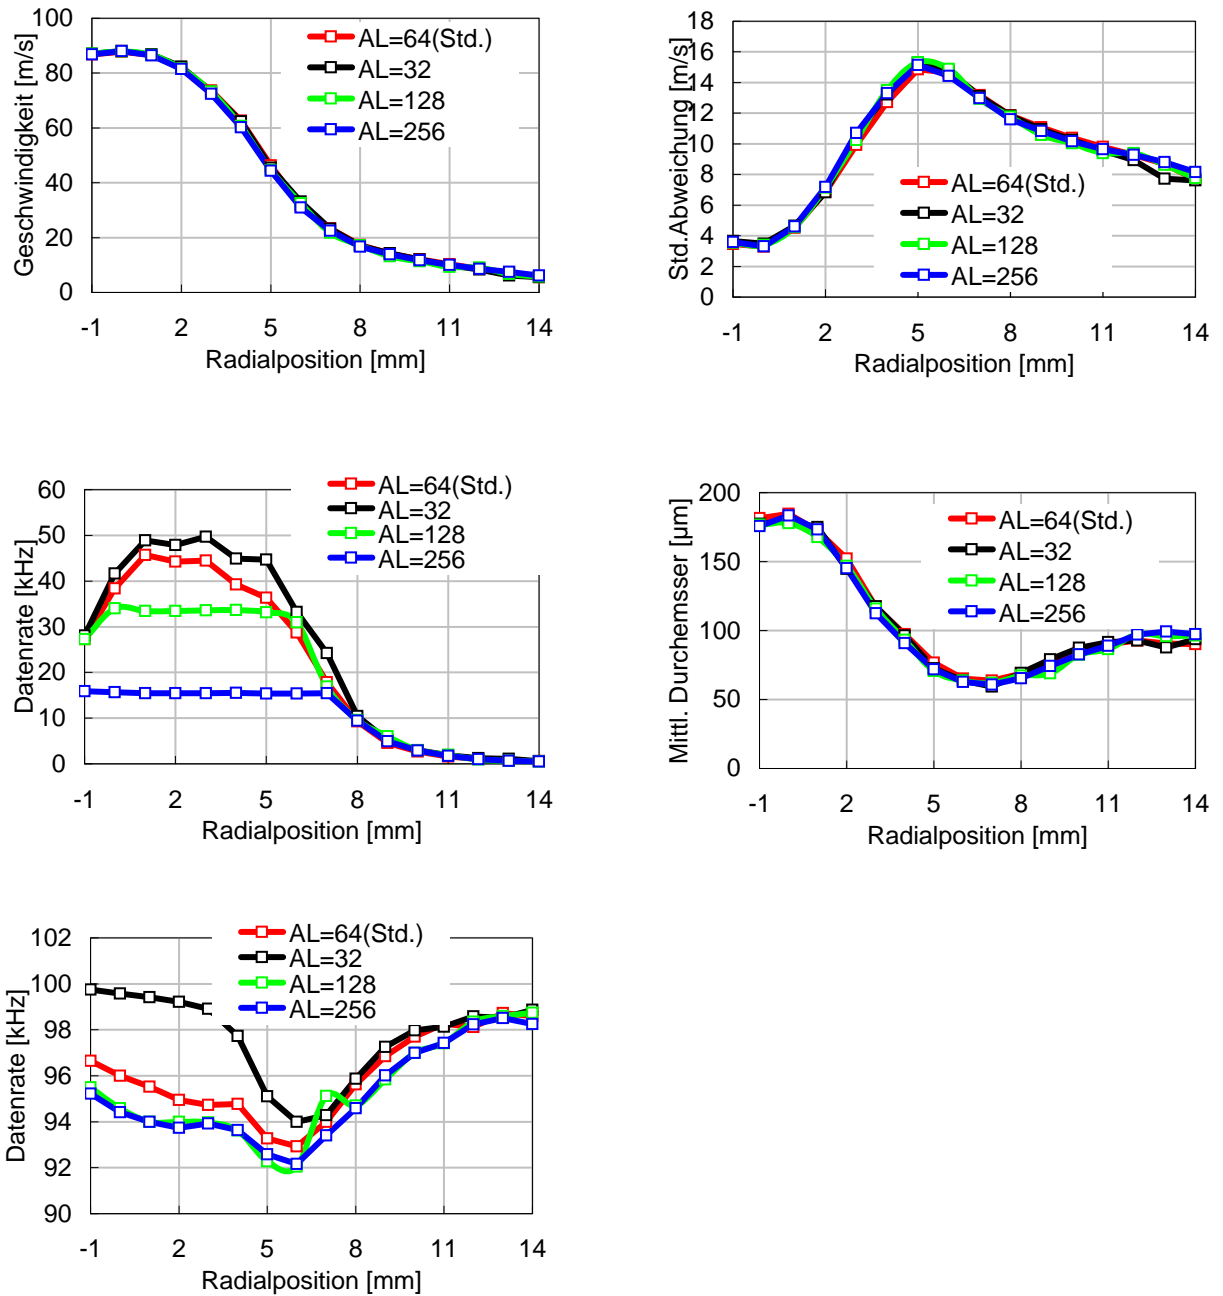 Geschwindigkeit [m/s]
100
80
60
40
20
0
-1 2 5 8 11 14
Radialposition [mm]
AL=64(Std.)
AL=32
AL=128
AL=256
Std.Abweichung [m/s]
18
16
14
12
10
8
6
4
2
0
-1 2 5 8 11 14
Radialposition [mm]
AL=64(Std.)
AL=32
AL=128
AL=256
Datenrate [kHz]
60
50
40
30
20
10
0
-1 2 5 8 11 14
Radialposition [mm]
AL=64(Std.)
AL=32
AL=128
AL=256
Mittl. Durchemsser [µm]
200
150
100
50
0
-1 2 5 8 11 14
Radialposition [mm]
AL=64(Std.)
AL=32
AL=128
AL=256
Datenrate [kHz]
102
100
98
96
94
92
90
-1 2 5 8 11 14
Radialposition [mm]
AL=64(Std.)
AL=32
AL=128
AL=256